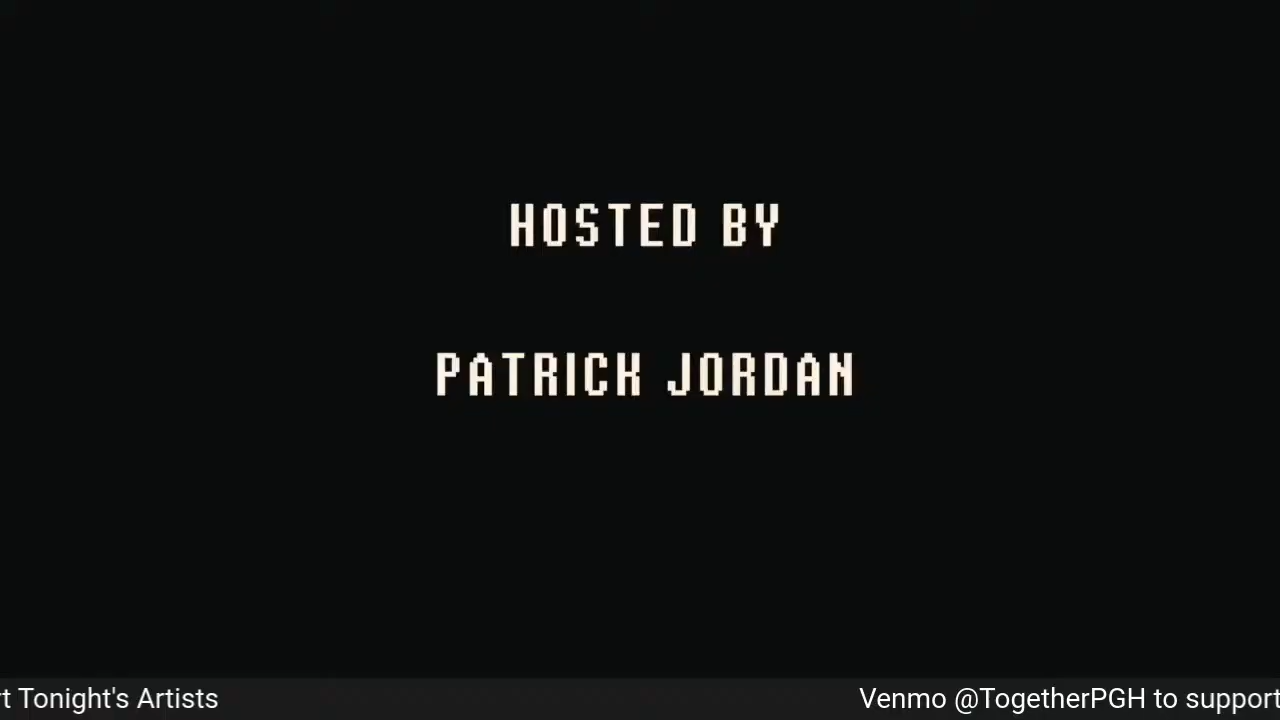 HOSTED BY
PATRICK JORDAN
t Tonight's Artists Venmo @TogetherPGH to support